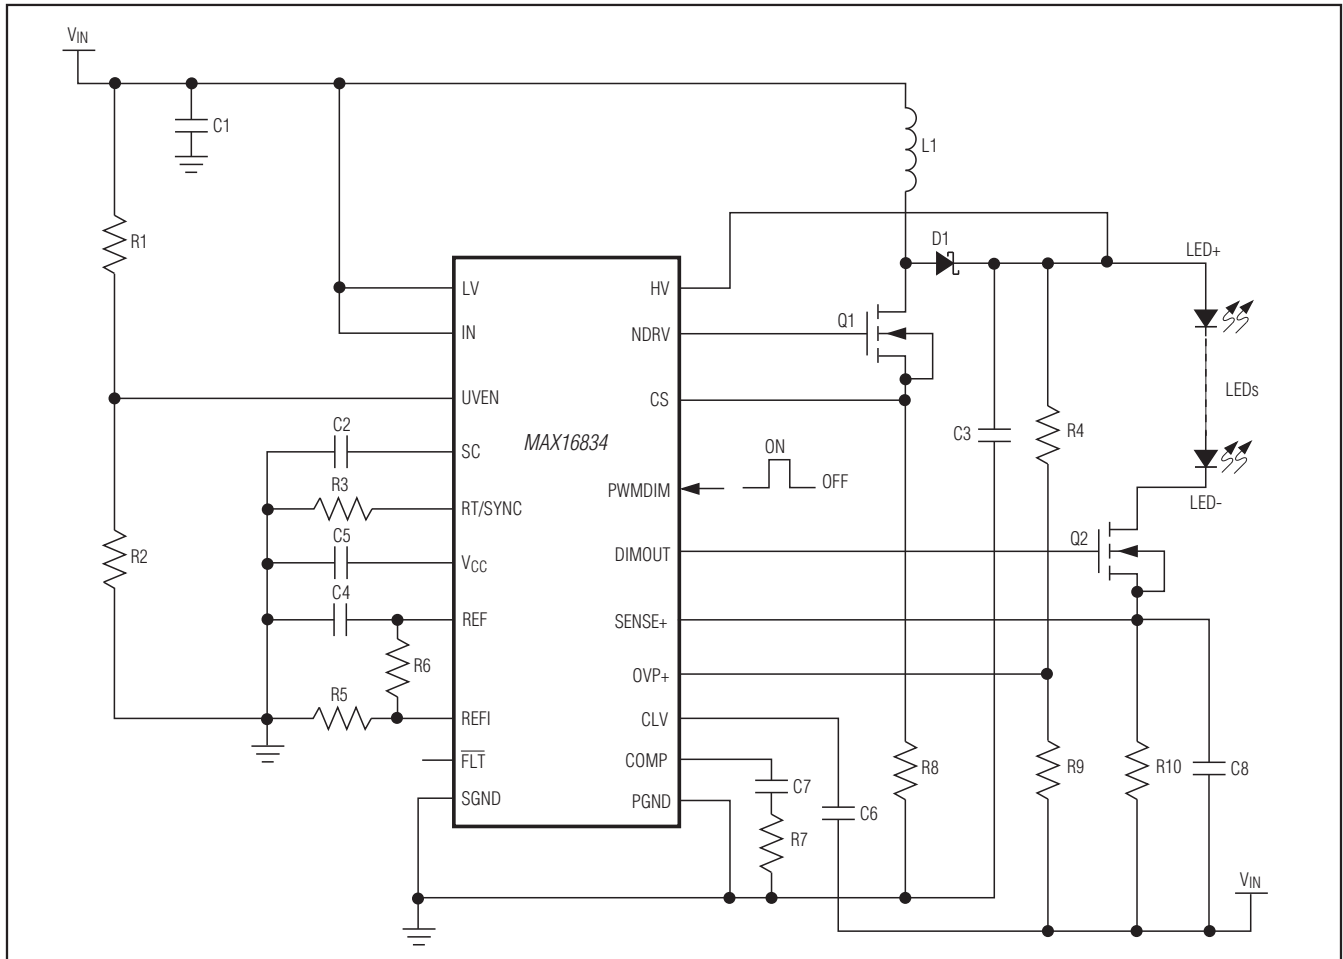 VIN
C1
L1
R1
D1
LED+
LV
HV
Q1
IN
NDRV
LEDs
UVEN
CS
C2
MAX16834
C3
R4
SC
ON
R3
OFF
PWMDIM
LED-
RT/SYNC
C5
Q2
R2
DIMOUT
VCC
C4
REF
SENSE+
R6
OVP+
R5
REFI
CLV
FLT
COMP
R8
R9
R10
C8
C7
SGND
PGND
C6
R7
VIN